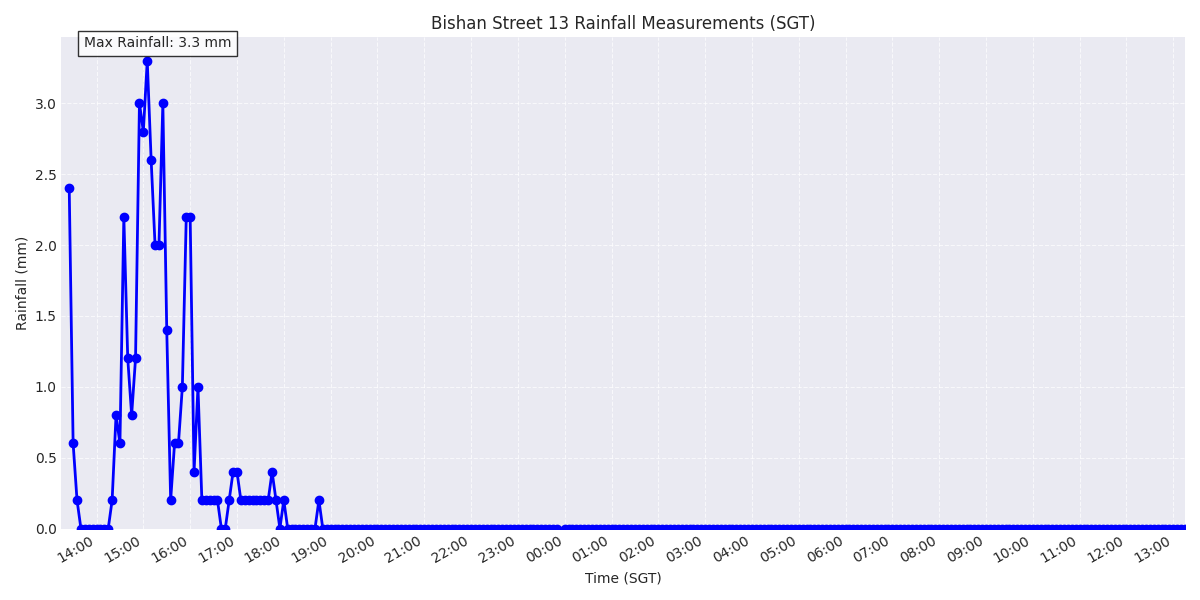 Bishan Street 13 Rainfall Measurements (SGT)
Max Rainfall: 3.3 mm
Rainfall (mm)
3.0
2.5
2.0
1.5
1.0
0.5
0.0
14:00 15:00 16:00 17:00 18:00 19:00 20:00 21:00 22:00 23:00 00:00 01:00 02:00 03:00 04:00 05:00 06:00 07:00 08:00 09:00 10:00 11:00 12:00 13:00
Time (SGT)